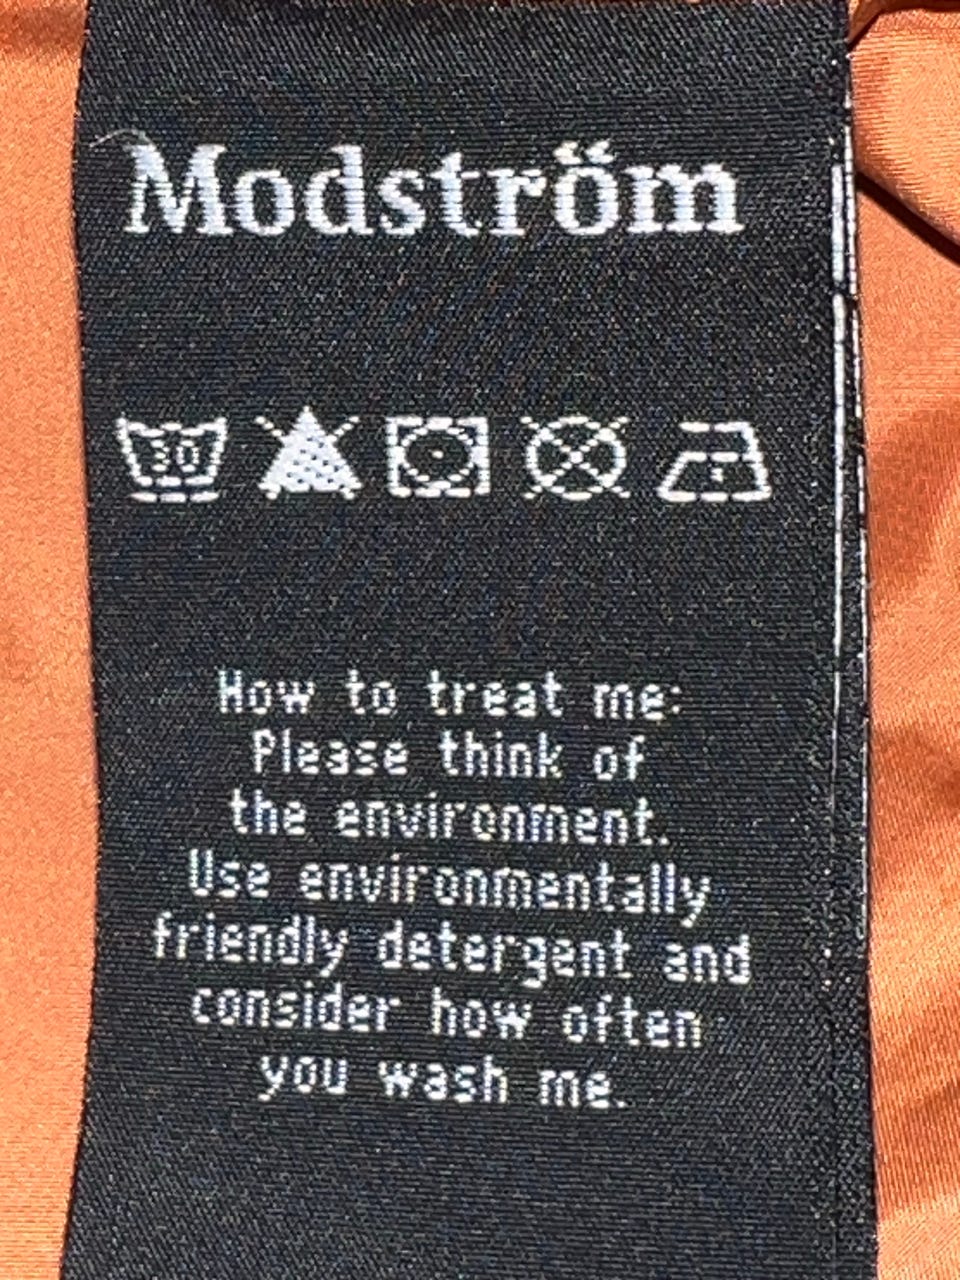 Modström
30
How to treat me:
Please think of
the environment.
Use environmentally
friendly detergent and
consider how often
you wash me.